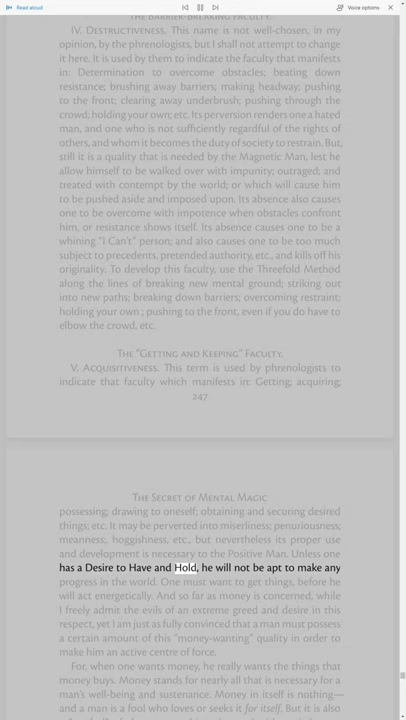 Read aloud
Voice options
THE BARRIER-BREAKING FACULTY.
IV. DESTRUCTIVENESS. This name is not well-chosen, in my
opinion, by the phrenologists, but I shall not attempt to change
it here. It is used by them to indicate the faculty that manifests
in: Determination to overcome obstacles; beating down
resistance; brushing away barriers; making headway; pushing
to the front; clearing away underbrush; pushing through the
crowd; holding your own; etc. Its perversion renders one a hated
man, and one who is not sufficiently regardful of the rights of
others, and whom it becomes the duty of society to restrain. But,
still it is a quality that is needed by the Magnetic Man, lest he
allow himself to be walked over with impunity; outraged; and
treated with contempt by the world; or which will cause him
to be pushed aside and imposed upon. Its absence also causes
one to be overcome with impotence when obstacles confront
him, or resistance shows itself. Its absence causes one to be a
whining "I Can't" person; and also causes one to be too much
subject to precedents, pretended authority, etc., and kills off his
originality. To develop this faculty, use the Threefold Method
along the lines of breaking new mental ground; striking out
into new paths; breaking down barriers; overcoming restraint;
holding your own ; pushing to the front, even if you do have to
elbow the crowd, etc.
THE "GETTING AND KEEPING" FACULTY.
V. ACQUISITIVENESS. This term is used by phrenologists to
indicate that faculty which manifests in: Getting; acquiring;
247
THE SECRET OF MENTAL MAGIC
possessing; drawing to oneself; obtaining and securing desired
things; etc. It may be perverted into miserliness; penuriousness;
meanness, hoggishness, etc., but nevertheless its proper use
and development is necessary to the Positive Man. Unless one
has a Desire to Have and Hold, he will not be apt to make any
progress in the world. One must want to get things, before he
will act energetically. And so far as money is concerned, while
I freely admit the evils of an extreme greed and desire in this
respect, yet I am just as fully convinced that a man must possess
a certain amount of this "money-wanting" quality in order to
make him an active centre of force.
For, when one wants money, he really wants the things that
money buys. Money stands for nearly all that is necessary for a
man's well-being and sustenance. Money in itself is nothing—
and a man is a fool who loves or seeks it for itself. But it is also